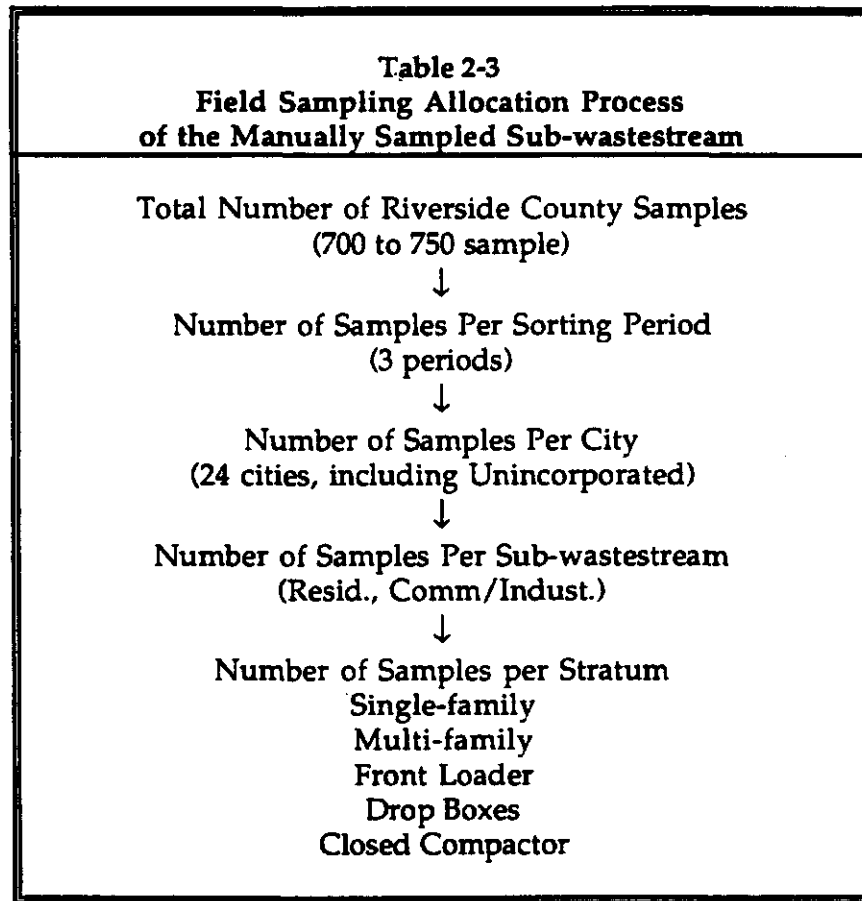 Table 2-3
Field Sampling Allocation Process
of the Manually Sampled Sub-wastestream
Total Number of Riverside County Samples
(700 to 750 sample)
↓
Number of Samples Per Sorting Period
(3 periods)
↓
Number of Samples Per City
(24 cities, including Unincorporated)
↓
Number of Samples Per Sub-wastestream
(Resid., Comm/Indust.)
↓
Number of Samples per Stratum
Single-family
Multi-family
Front Loader
Drop Boxes
Closed Compactor